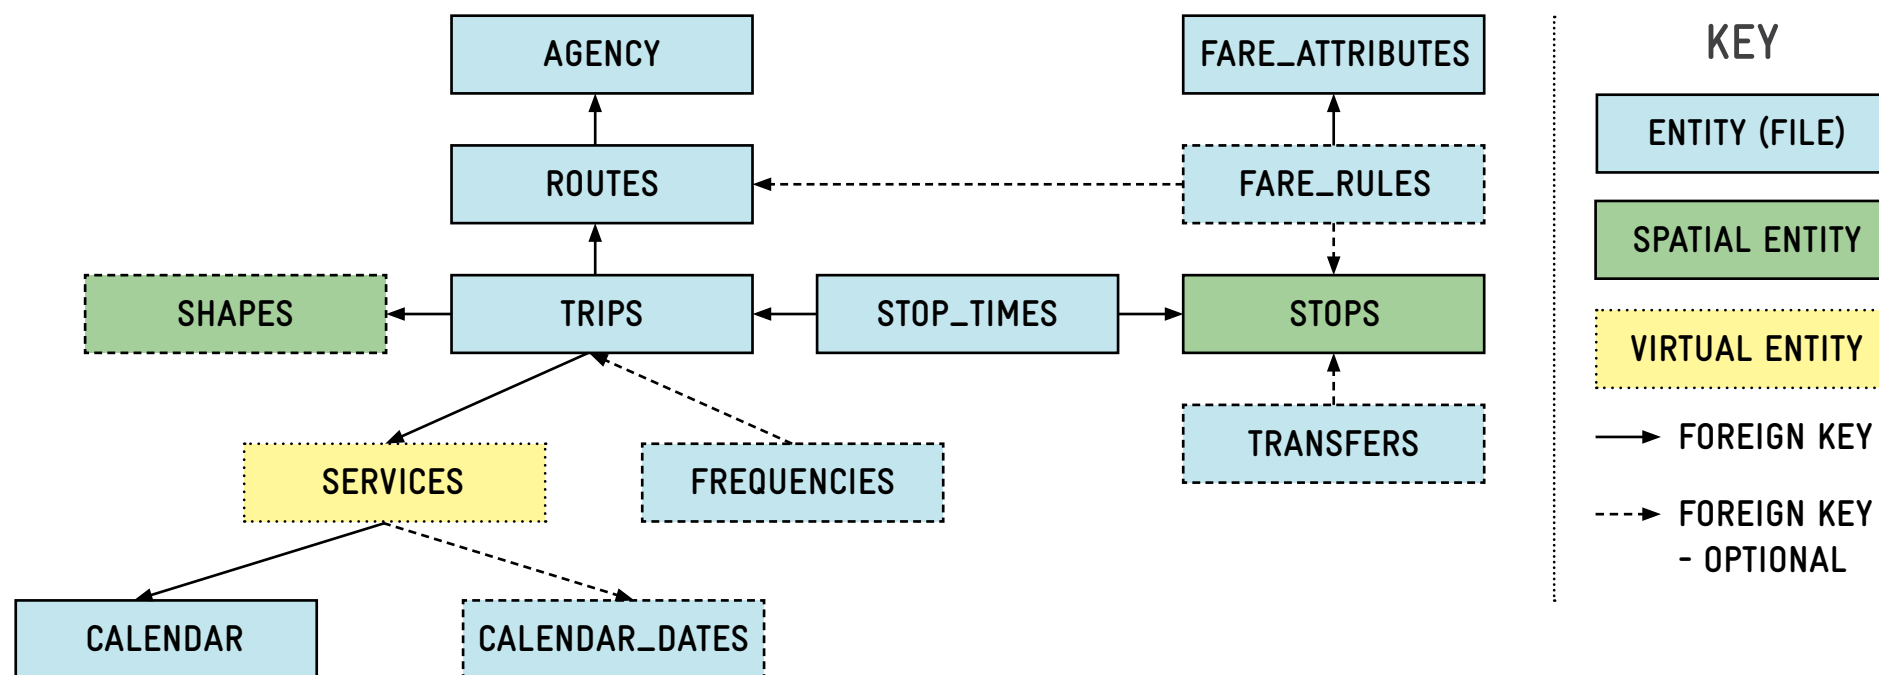 AGENCY
FARE_ATTRIBUTES
KEY
ENTITY (FILE)
ROUTES
FARE_RULES
SPATIAL ENTITY
SHAPES
TRIPS
STOP_TIMES
STOPS
VIRTUAL ENTITY
SERVICES
FREQUENCIES
TRANSFERS
FOREIGN KEY
FOREIGN KEY
- OPTIONAL
CALENDAR
CALENDAR_DATES